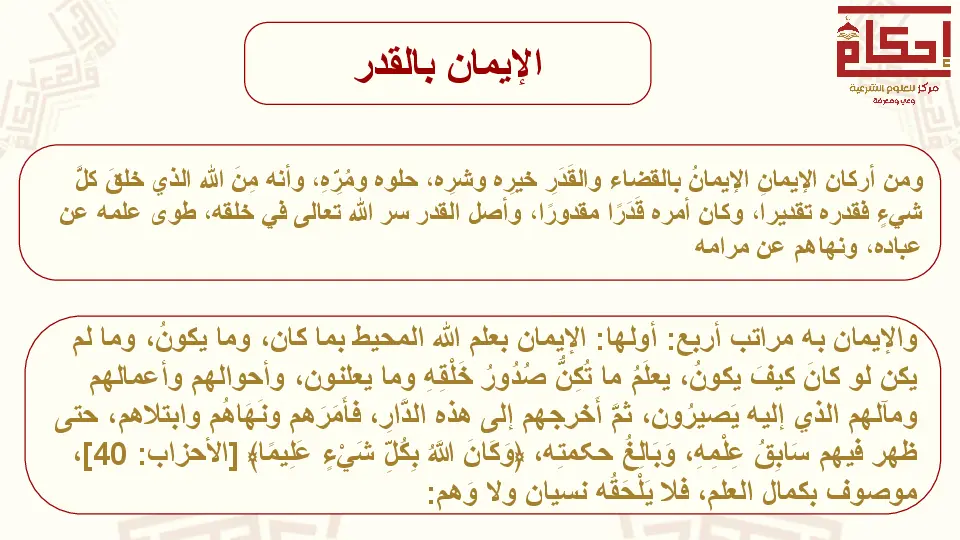 إحكام
مركز للعلوم الشرعية
وعي ومعرفة
الإيمان بالقدر
ومن أركان الإيمانِ الإيمانُ بالقضاء والقَدَرِ خيرِه وشرِه، حلوه ومُرِّهِ، وأنه مِنَ الله الذي خلقَ كلَّ
شيءٍ فقدره تقديرا، وكان أمره قَدَرًا مقدورًا، وأصل القدر سر الله تعالى في خلقه، طوى علمه عن
عباده، ونهاهم عن مرامه
والإيمان به مراتب أربع: أولها: الإيمان بعلم الله المحيط بما كان، وما يكونُ، وما لم
يكن لو كانَ كيفَ يكونُ، يعلَمُ ما تُكِنُّ صُدُورُ خَلْقِهِ وما يعلنون، وأحوالهم وأعمالهم
ومآلهم الذي إليه يَصيرُون، ثمَّ أَخرجهم إلى هذه الدَّارِ، فأمَرَهم ونَهَاهُم وابتلاهم، حتى
ظهر فيهم سَابِقُ عِلْمِهِ، وَبَالِغُ حكمتِه، ﴿وَكَانَ اللَّهُ بِكُلِّ شَيْءٍ عَلِيمًا﴾ [الأحزاب: 40]،
موصوف بكمال العلم، فلا يَلْحَقُه نسيان ولا وَهم: